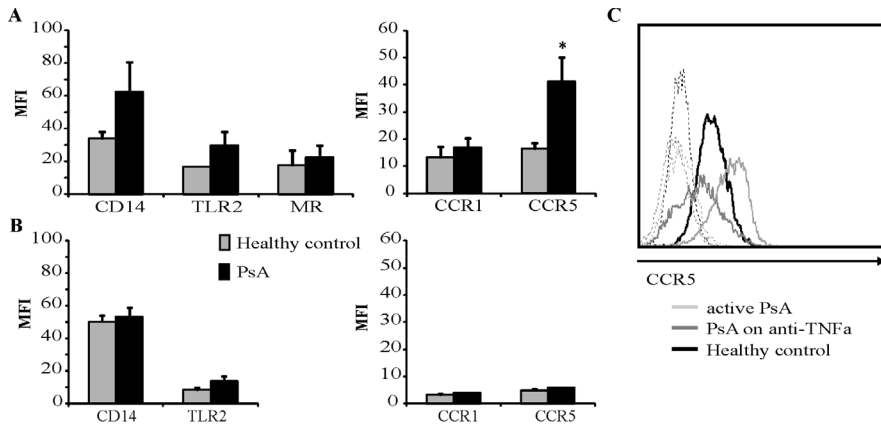 A
MFI
100
80
60
40
20
0
CD14 TLR2 MR
MFI
60
50
40
30
20
10
0
*
CCR1 CCR5
B
MFI
100
80
60
40
20
0
CD14 TLR2
Healthy control
PsA
MFI
60
50
40
30
20
10
0
CCR1 CCR5
C
CCR5
active PsA
PsA on anti-TNFa
Healthy control